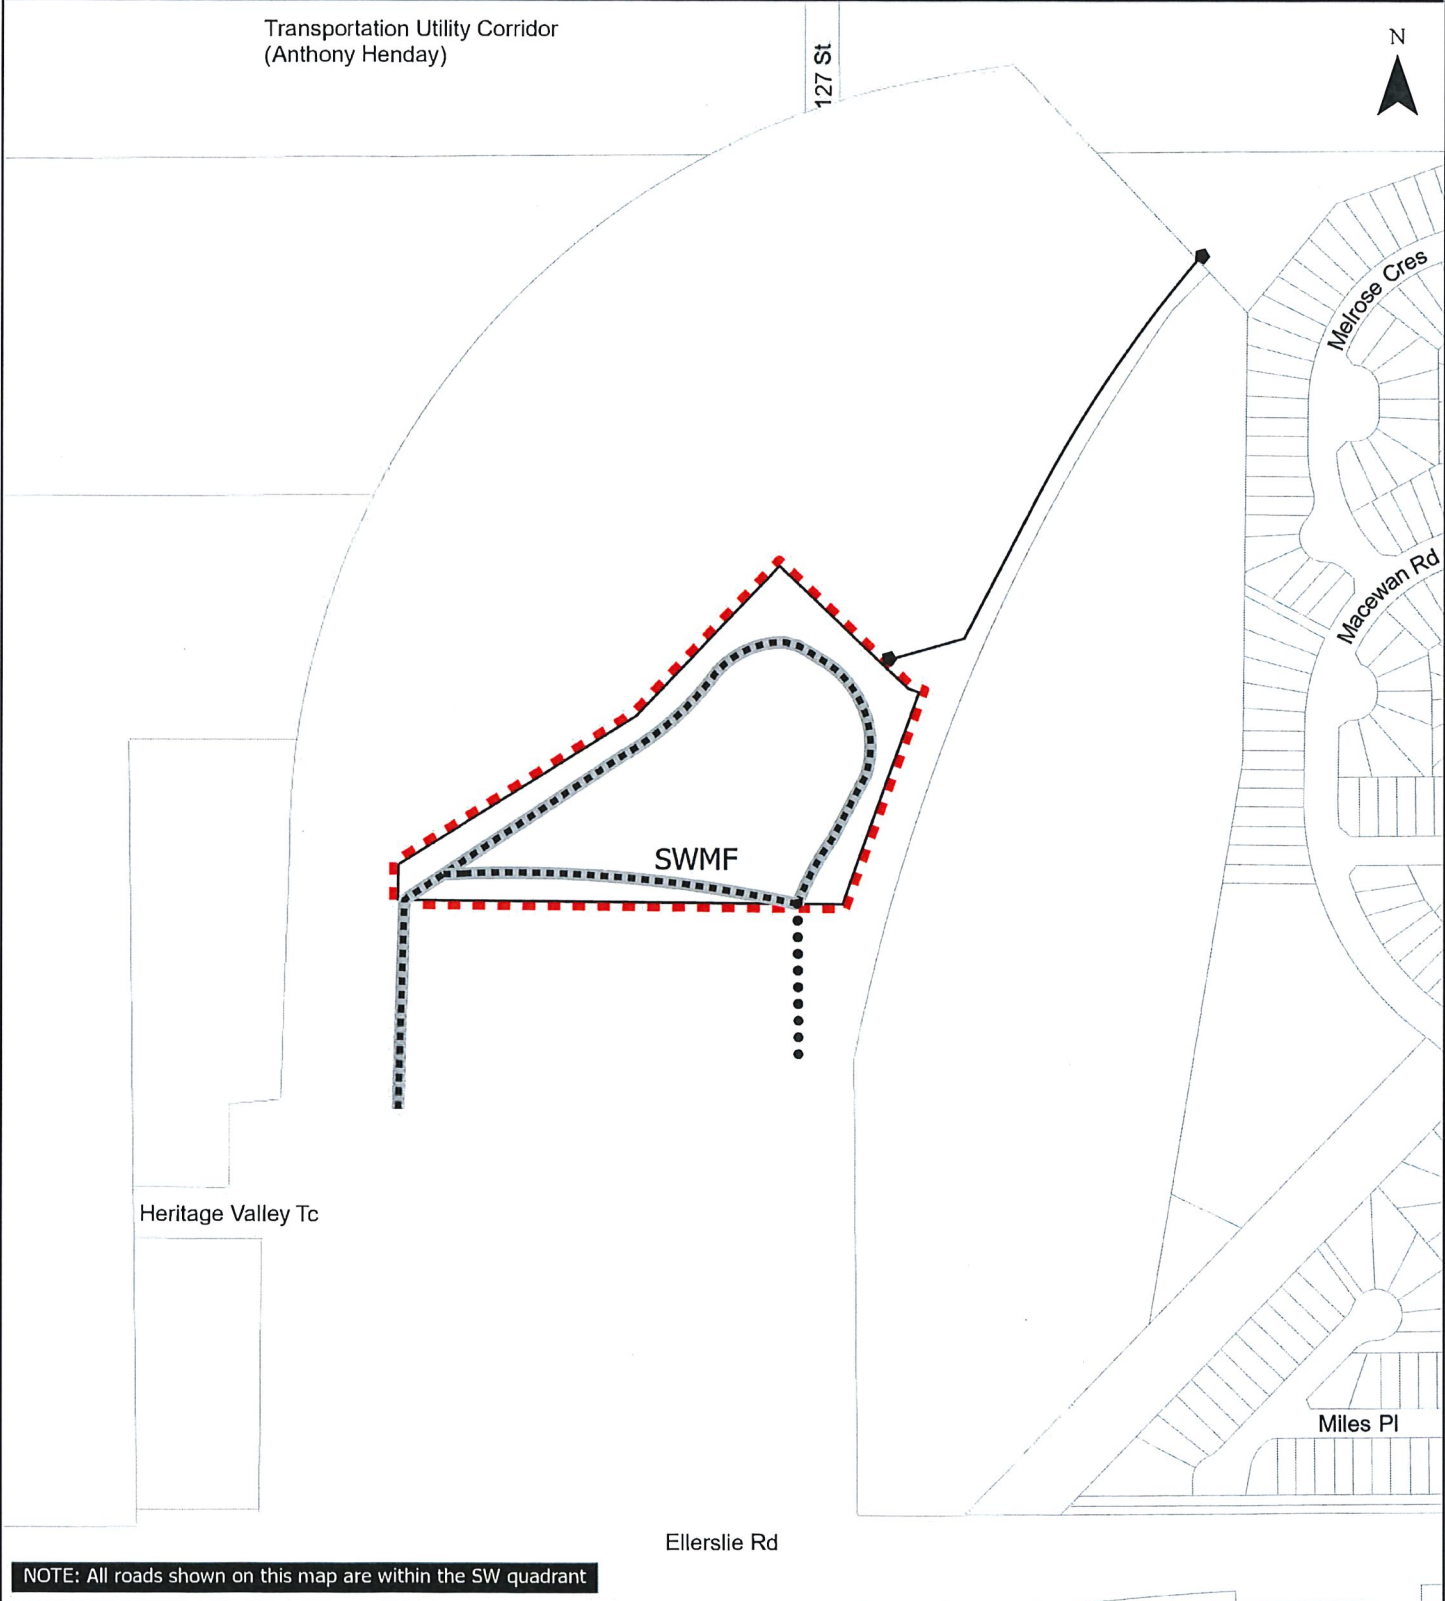 Transportation Utility Corridor
(Anthony Henday)
127 St
N
Melrose Cres
Macewan Rd
SWMF
Heritage Valley Tc
Miles Pl
Ellerslie Rd
NOTE: All roads shown on this map are within the SW quadrant